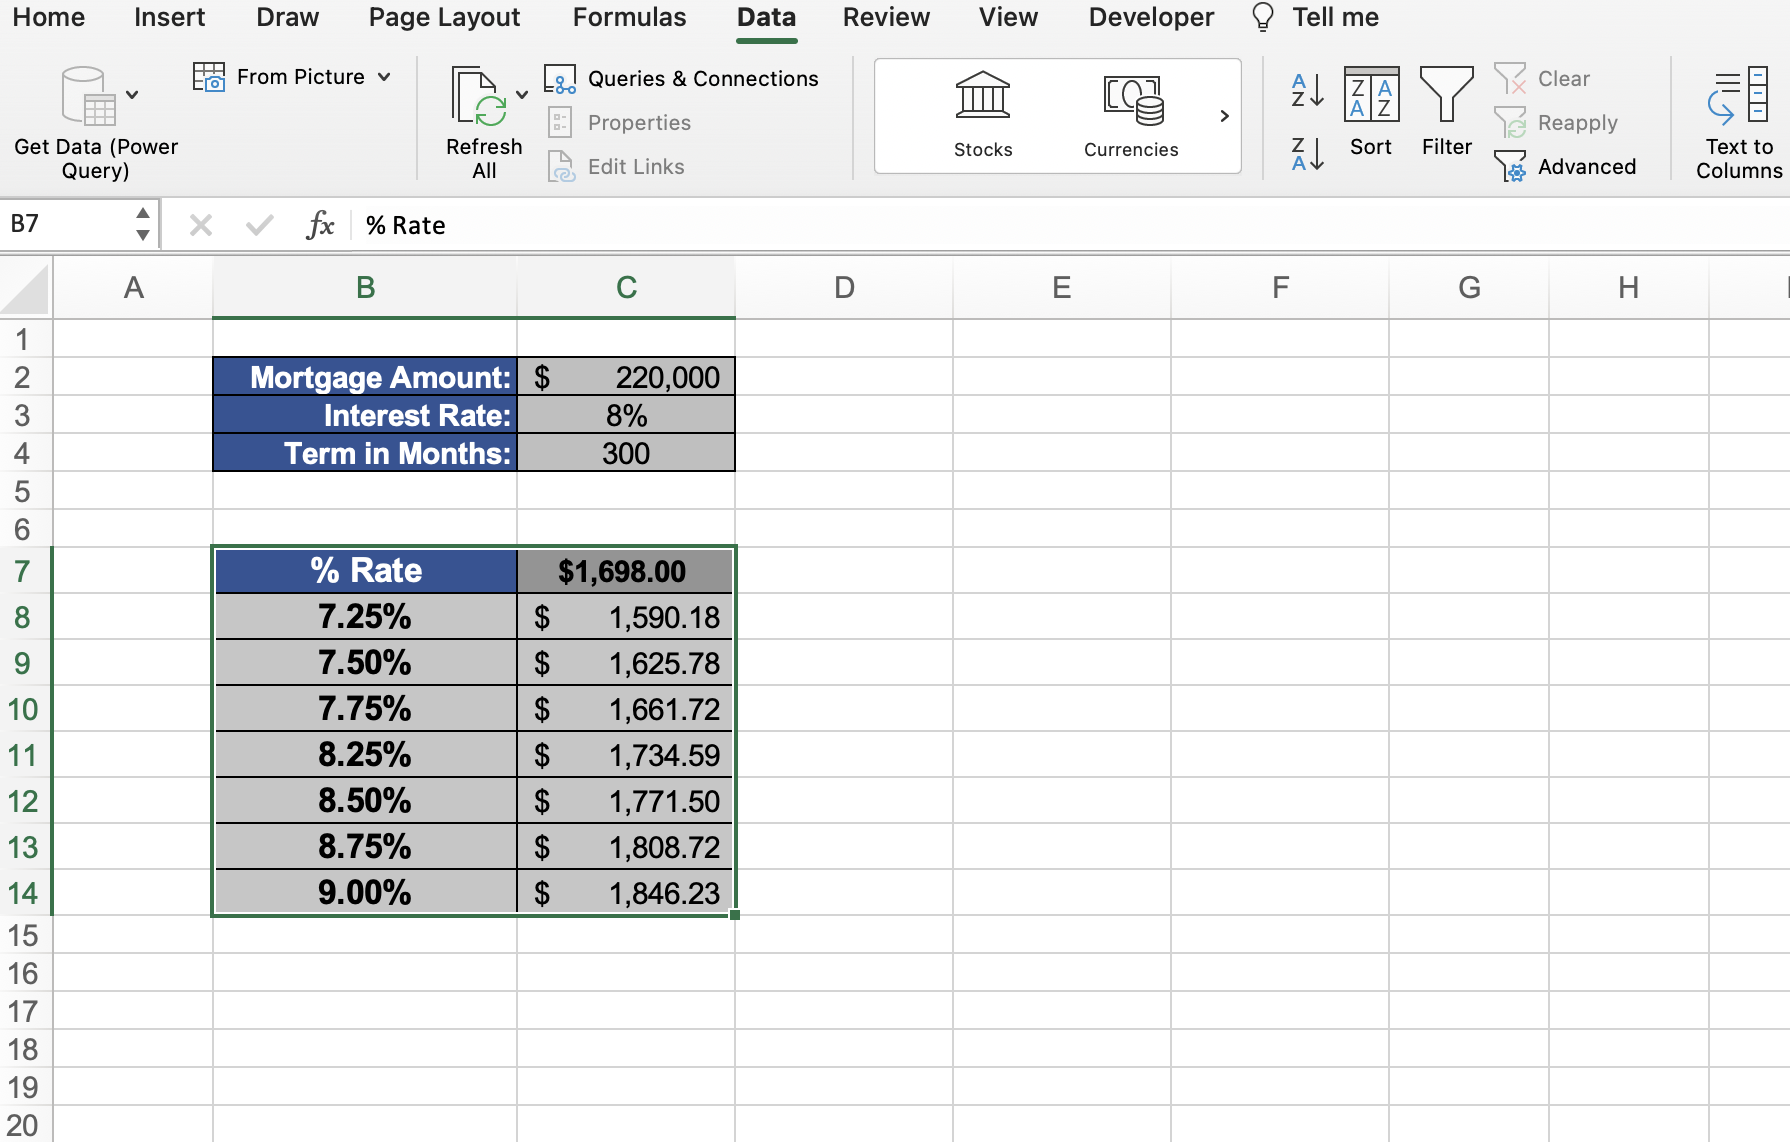 Home Insert Draw Page Layout Formulas Data Review View Developer Tell me
Get Data (Power Query)
From Picture
Refresh All
Queries & Connections
Properties
Edit Links
Stocks
Currencies
A Z
Z A
Z A A Z
Sort
Filter
Clear
Reapply
Advanced
Text to Columns
B7 fx % Rate
A B C D E F G H
1
2 Mortgage Amount: $ 220,000
3 Interest Rate: 8%
4 Term in Months: 300
5
6
7 % Rate $1,698.00
8 7.25% $ 1,590.18
9 7.50% $ 1,625.78
10 7.75% $ 1,661.72
11 8.25% $ 1,734.59
12 8.50% $ 1,771.50
13 8.75% $ 1,808.72
14 9.00% $ 1,846.23
15
16
17
18
19
20